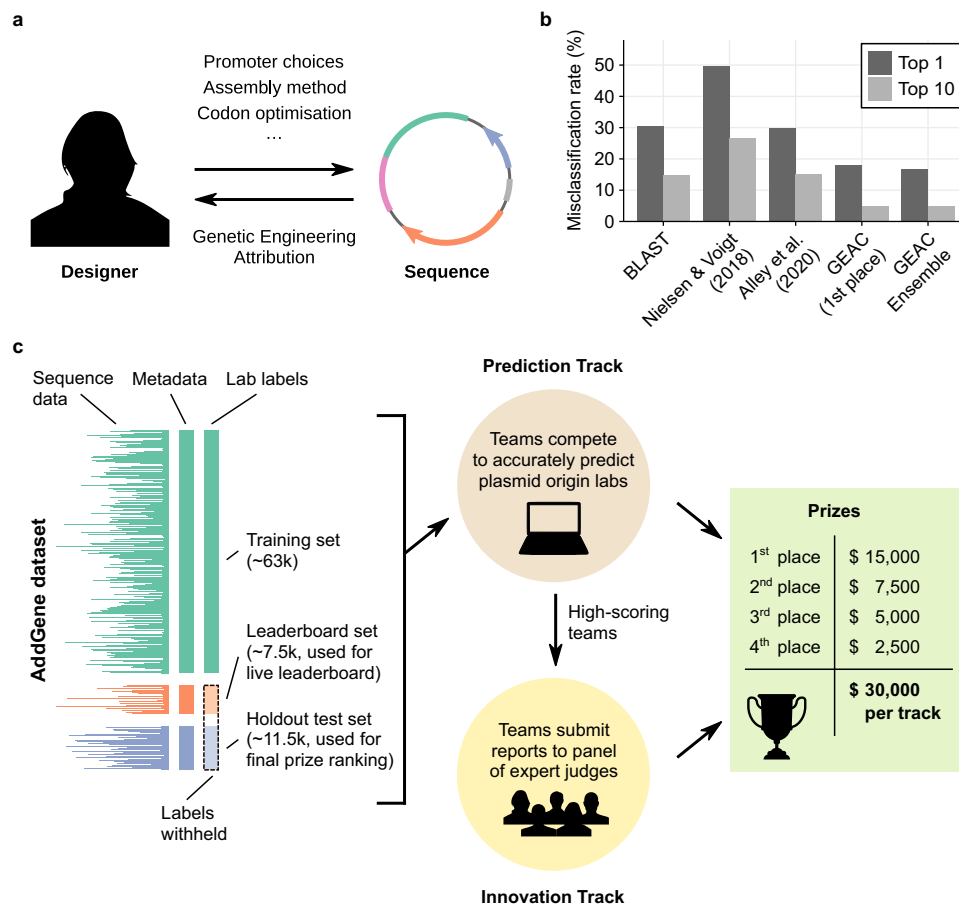 a
Promoter choices
Assembly method
Codon optimisation
...
Genetic Engineering
Attribution
Designer
Sequence
b
Misclassification rate (%)
50
40
30
20
10
0
Top 1
Top 10
BLAST
Nielsen & Voigt
(2018)
Alley et al.
(2020)
GEAC
(1st place)
GEAC
Ensemble
c
AddGene dataset
Sequence
data
Metadata
Lab labels
Training set
(~63k)
Leaderboard set
(~7.5k, used for
live leaderboard)
Holdout test set
(~11.5k, used for
final prize ranking)
Labels
withheld
Prediction Track
Teams compete
to accurately predict
plasmid origin labs
High-scoring
teams
Teams submit
reports to panel
of expert judges
Innovation Track
Prizes
1st place $ 15,000
2nd place $ 7,500
3rd place $ 5,000
4th place $ 2,500
$ 30,000
per track